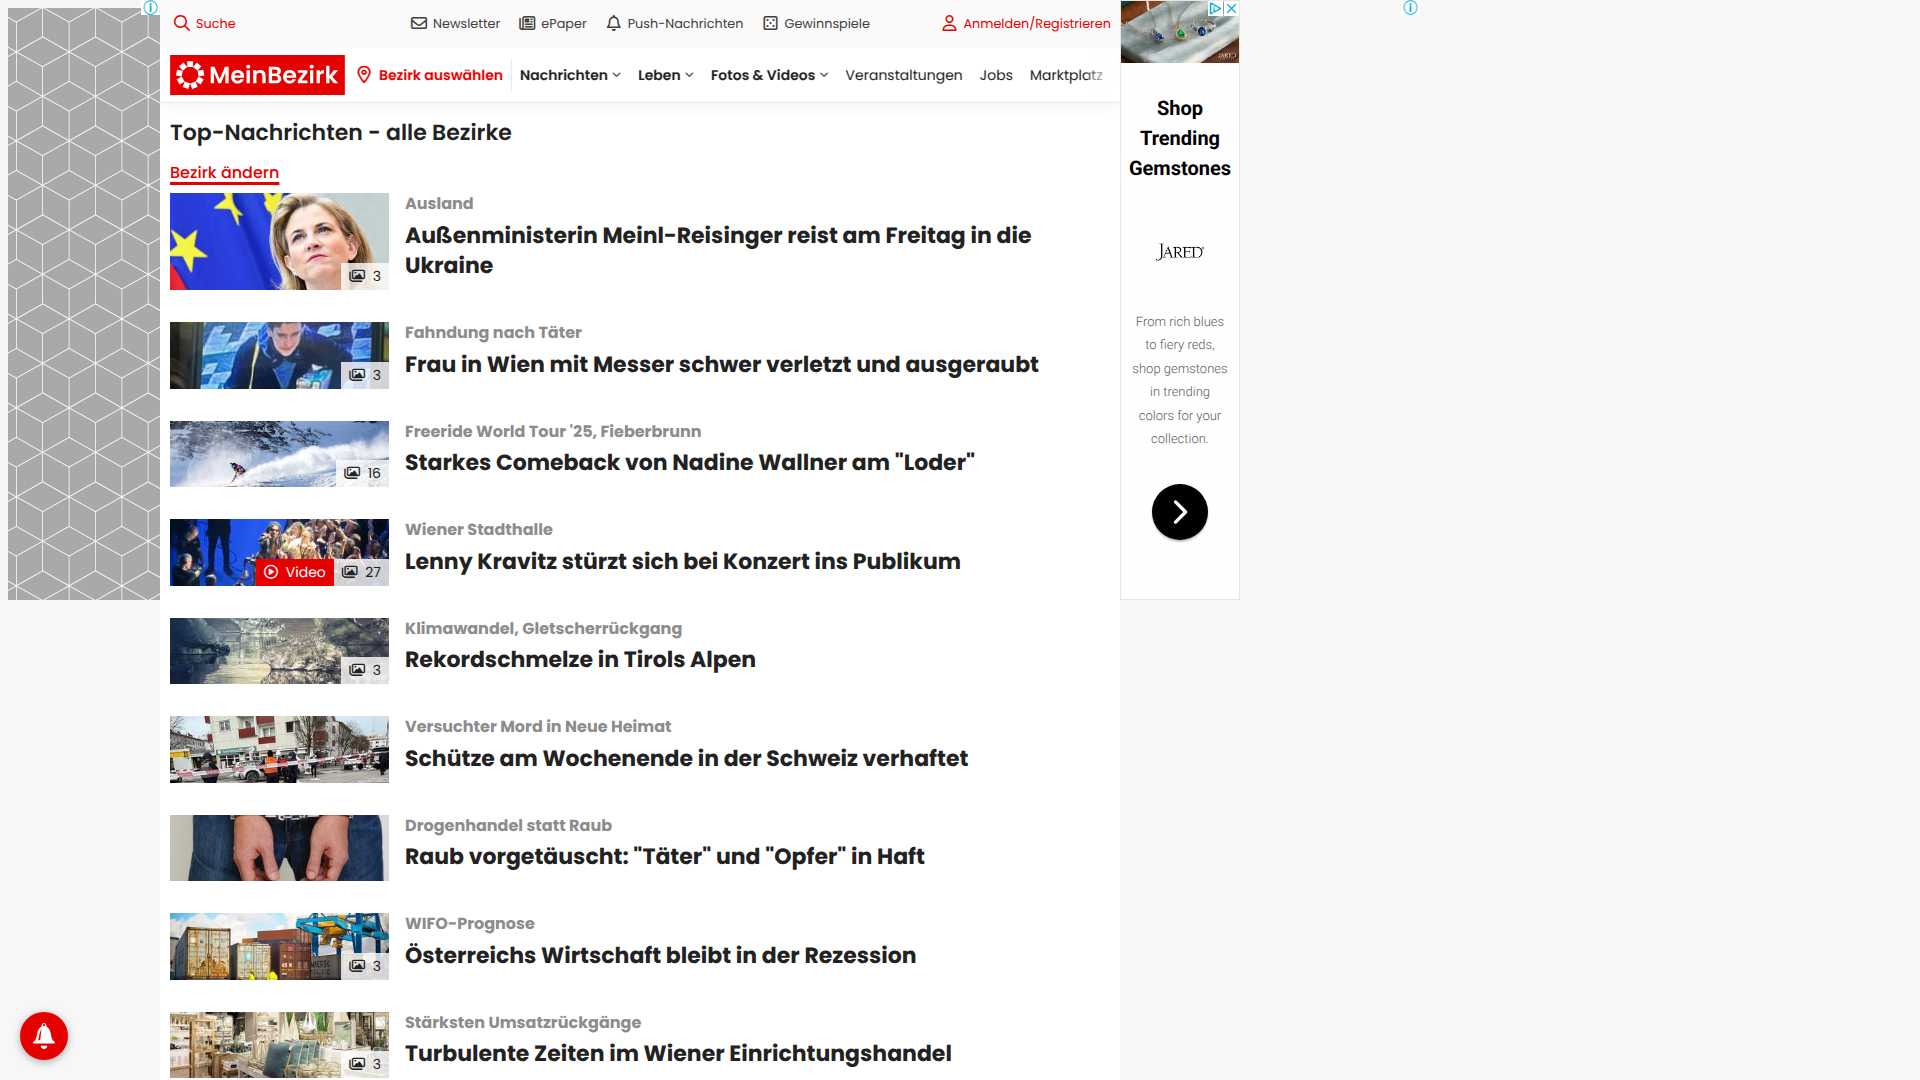 Suche
Newsletter
ePaper
Push-Nachrichten
Gewinnspiele
Anmelden/Registrieren
MeinBezirk
Bezirk auswählen
Nachrichten
Leben
Fotos & Videos
Veranstaltungen
Jobs
Marktplatz
Top-Nachrichten - alle Bezirke
Bezirk ändern
3
Ausland
Außenministerin Meinl-Reisinger reist am Freitag in die
Ukraine
3
Fahndung nach Täter
Frau in Wien mit Messer schwer verletzt und ausgeraubt
16
Freeride World Tour '25, Fieberbrunn
Starkes Comeback von Nadine Wallner am "Loder"
Video
27
Wiener Stadthalle
Lenny Kravitz stürzt sich bei Konzert ins Publikum
3
Klimawandel, Gletscherrückgang
Rekordschmelze in Tirols Alpen
Versuchter Mord in Neue Heimat
Schütze am Wochenende in der Schweiz verhaftet
Drogenhandel statt Raub
Raub vorgetäuscht: "Täter" und "Opfer" in Haft
3
WIFO-Prognose
Österreichs Wirtschaft bleibt in der Rezession
3
Stärksten Umsatzrückgänge
Turbulente Zeiten im Wiener Einrichtungshandel
Shop
Trending
Gemstones
JARED
From rich blues
to fiery reds,
shop gemstones
in trending
colors for your
collection.